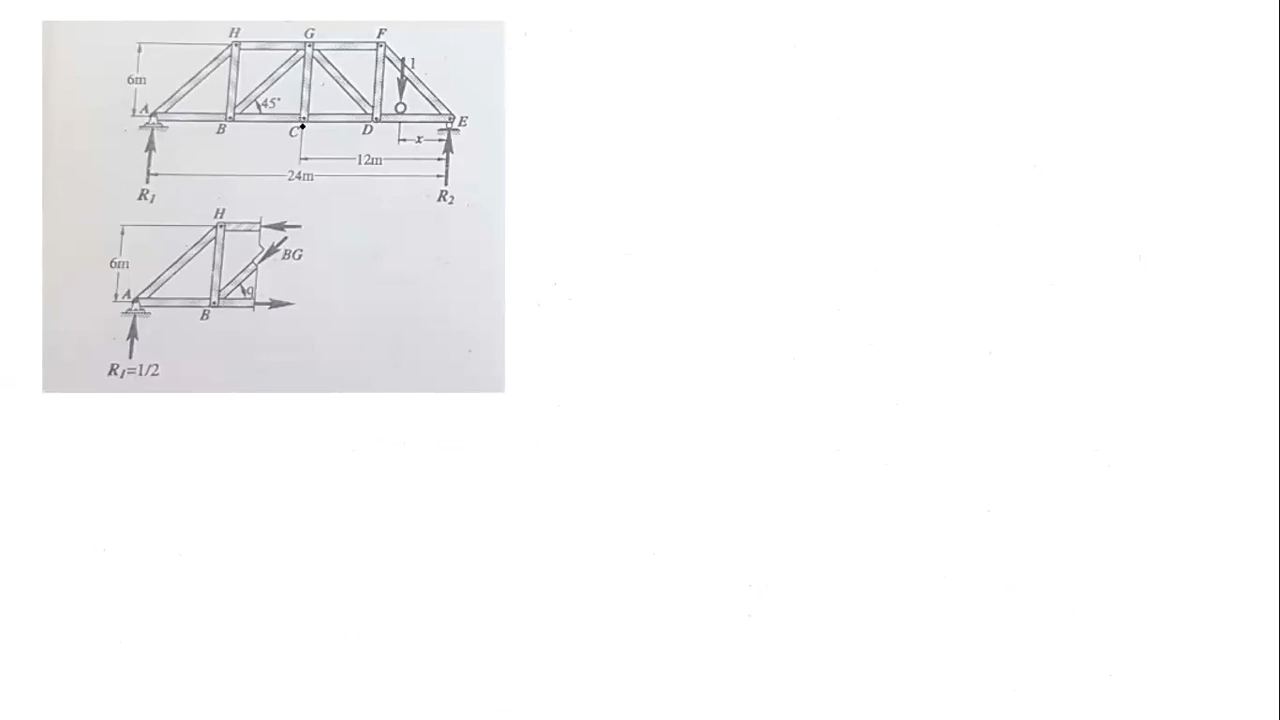 H G F
6m
1
A
45°
B C D E
x
12m
24m
R1 R2
H
BG
6m
A
B
R1=1/2